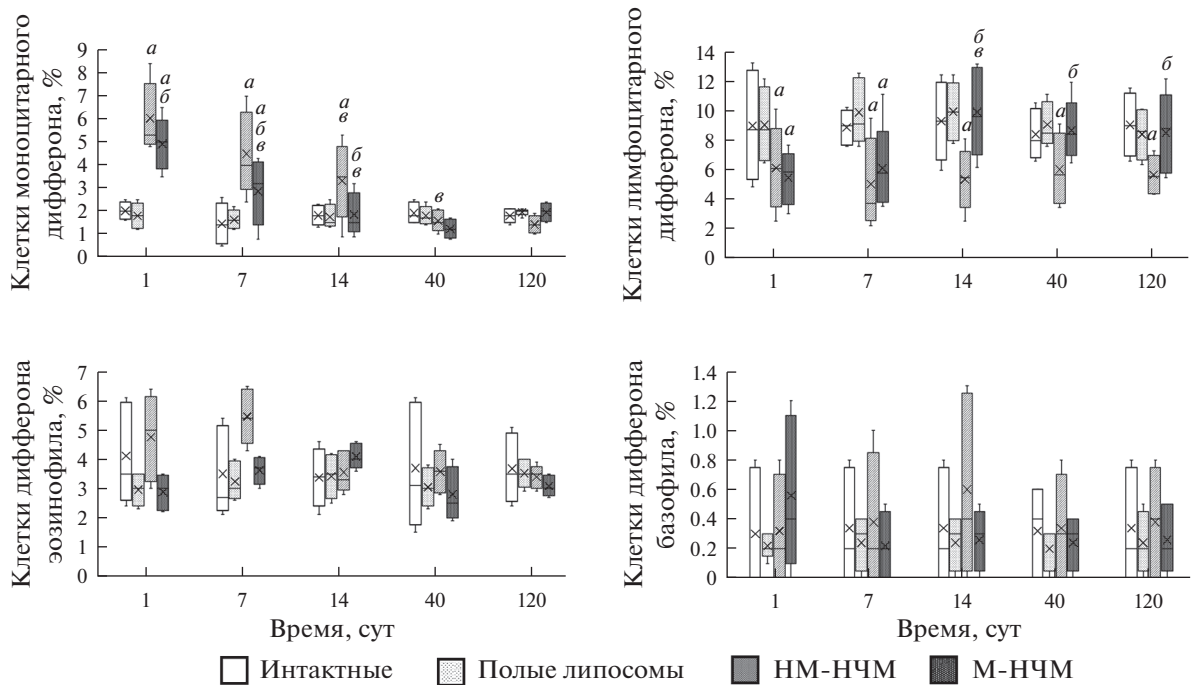 Клетки моноцитарного
дифферона, %
9
8
7
6
5
4
3
2
1
0
а
а
б
а
а
б
в
а
в
б
в
в
1
7
14
40
120
Клетки лимфоцитарного
дифферона, %
14
12
10
8
6
4
2
0
а
а
а
а
б
в
а
б
а
б
а
1
7
14
40
120
Клетки дифферона
эозинофила, %
7
6
5
4
3
2
1
0
1
7
14
40
120
Время, сут
Клетки дифферона
базофила, %
1.4
1.2
1.0
0.8
0.6
0.4
0.2
0
1
7
14
40
120
Время, сут
Интактные
Полые липосомы
НМ-НЧМ
М-НЧМ